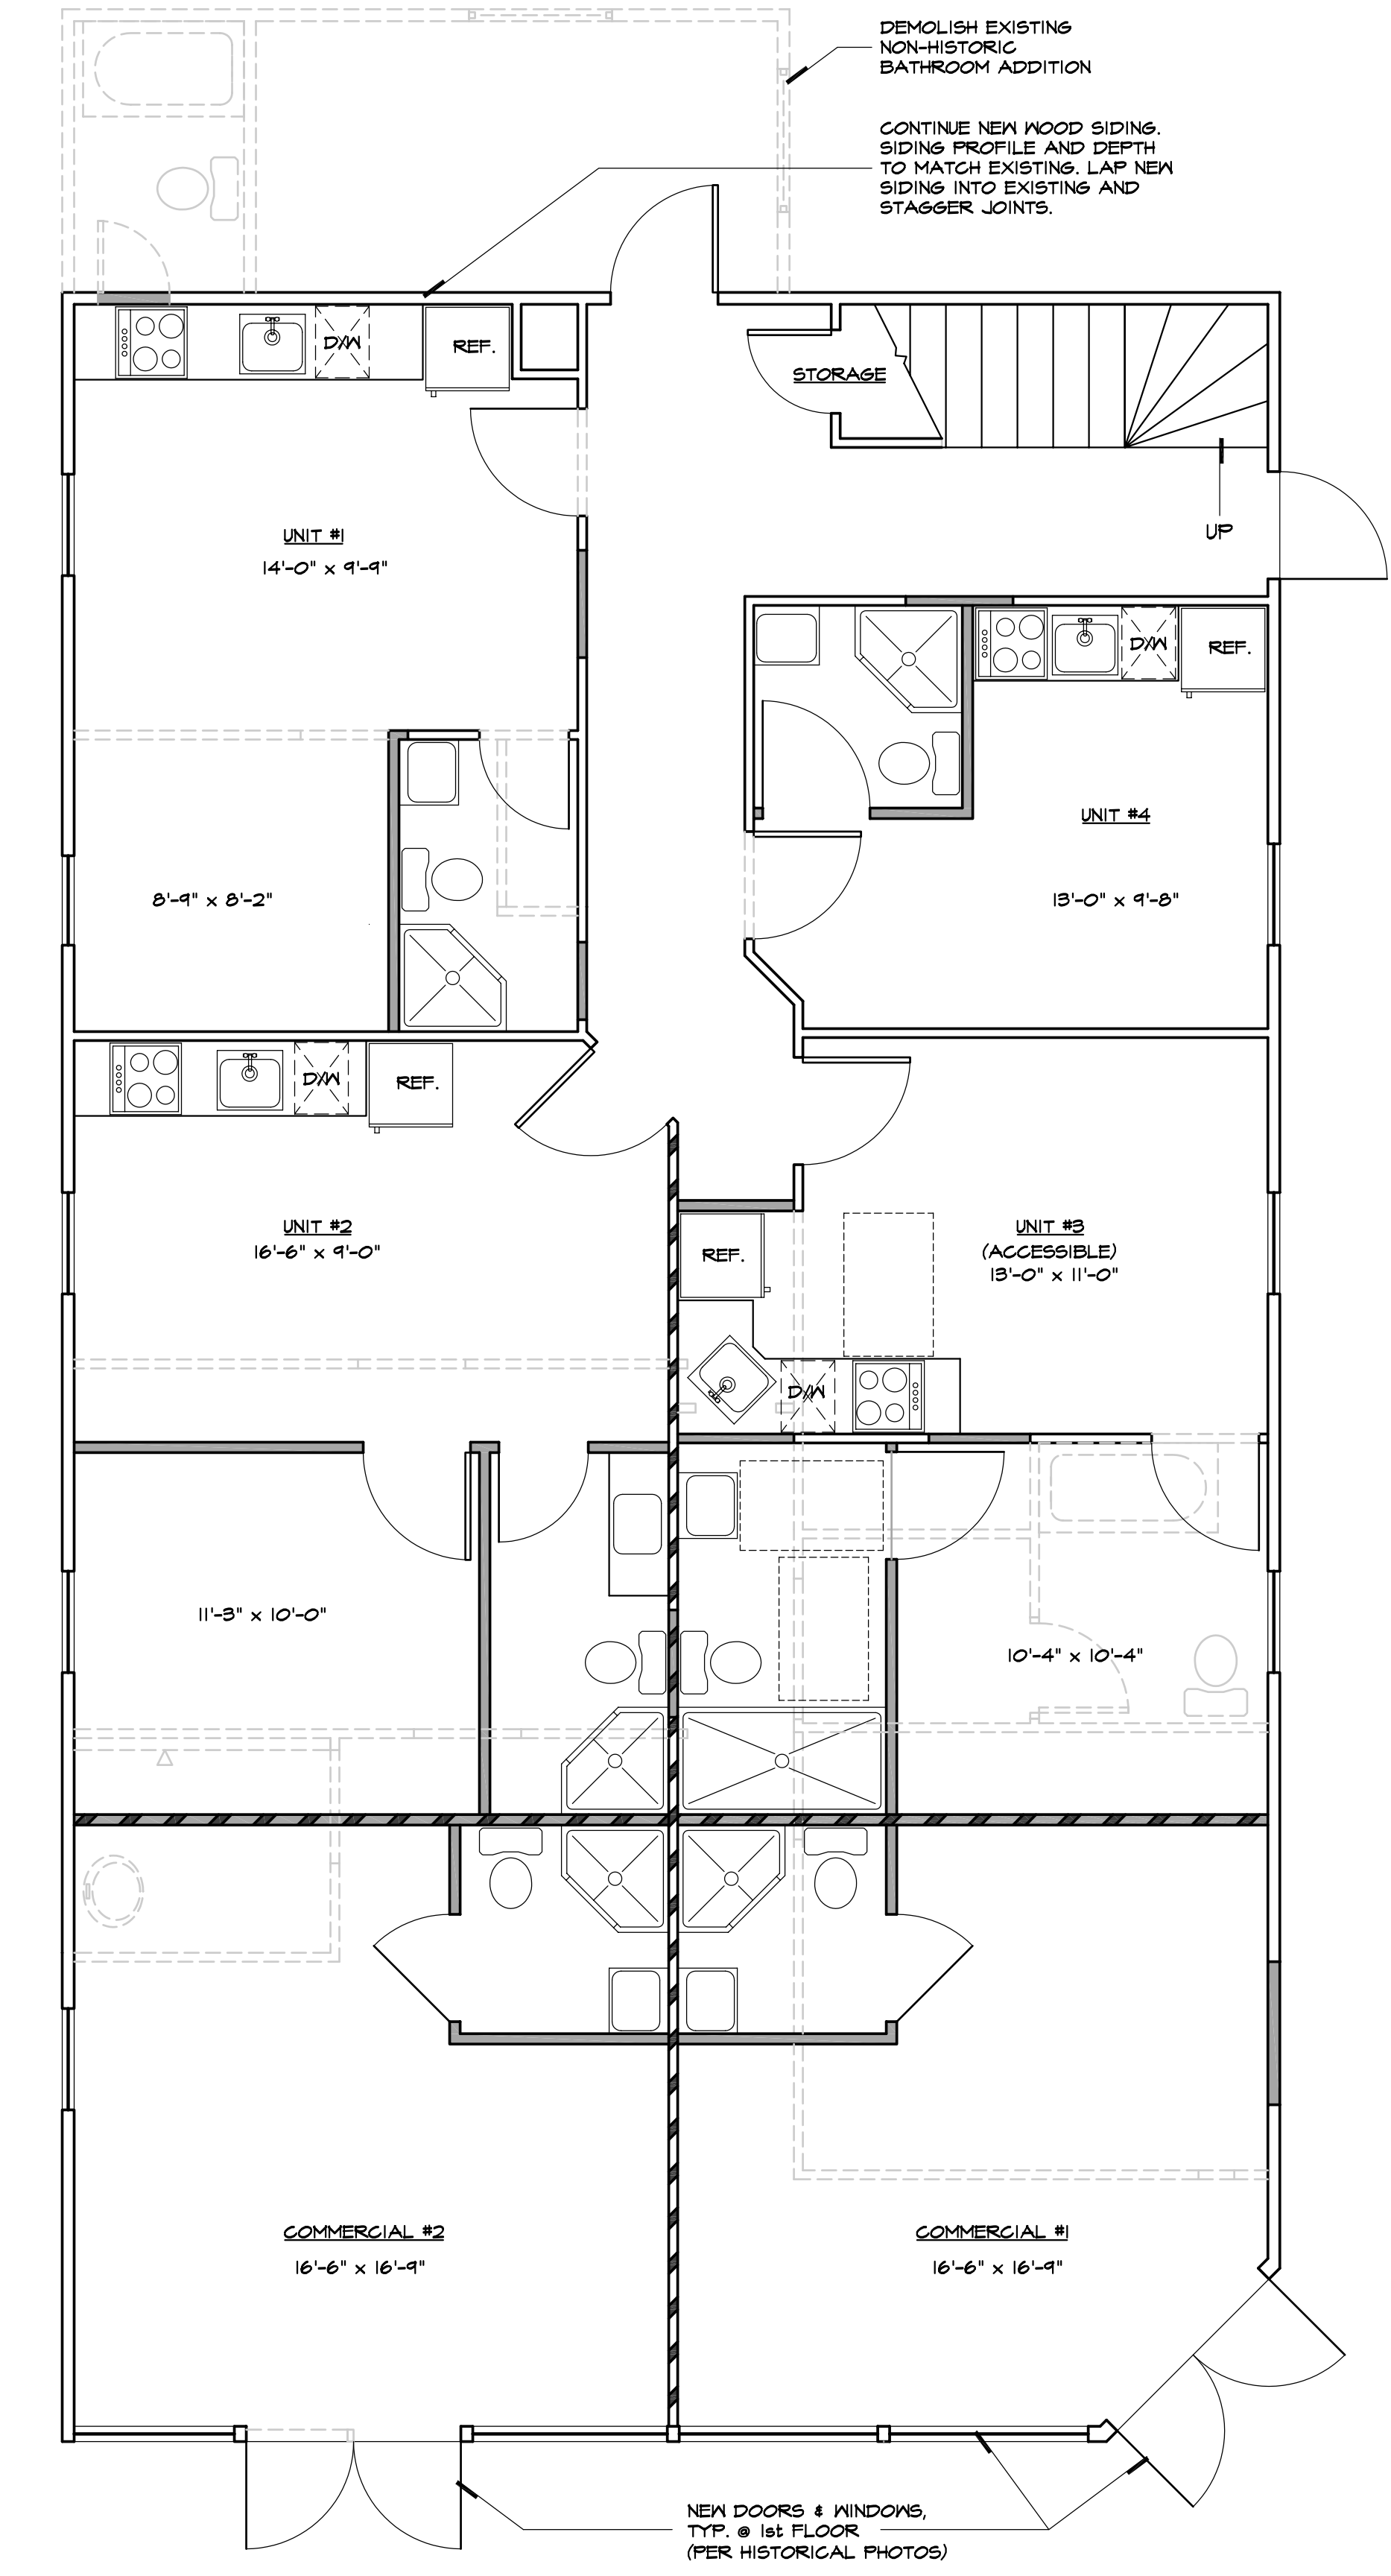 DEMOLISH EXISTING
NON-HISTORIC
BATHROOM ADDITION
CONTINUE NEW WOOD SIDING.
SIDING PROFILE AND DEPTH
TO MATCH EXISTING. LAP NEW
SIDING INTO EXISTING AND
STAGGER JOINTS.
D/W
REF.
STORAGE
UP
UNIT #1
14'-0" x 9'-9"
D/W
REF.
UNIT #4
8'-9" x 8'-2"
13'-0" x 9'-8"
D/W
REF.
UNIT #2
16'-6" x 9'-0"
REF.
UNIT #3
(ACCESSIBLE)
13'-0" x 11'-0"
D/W
11'-3" x 10'-0"
10'-4" x 10'-4"
COMMERCIAL #2
16'-6" x 16'-9"
COMMERCIAL #1
16'-6" x 16'-9"
NEW DOORS & WINDOWS,
TYP. @ 1st FLOOR
(PER HISTORICAL PHOTOS)